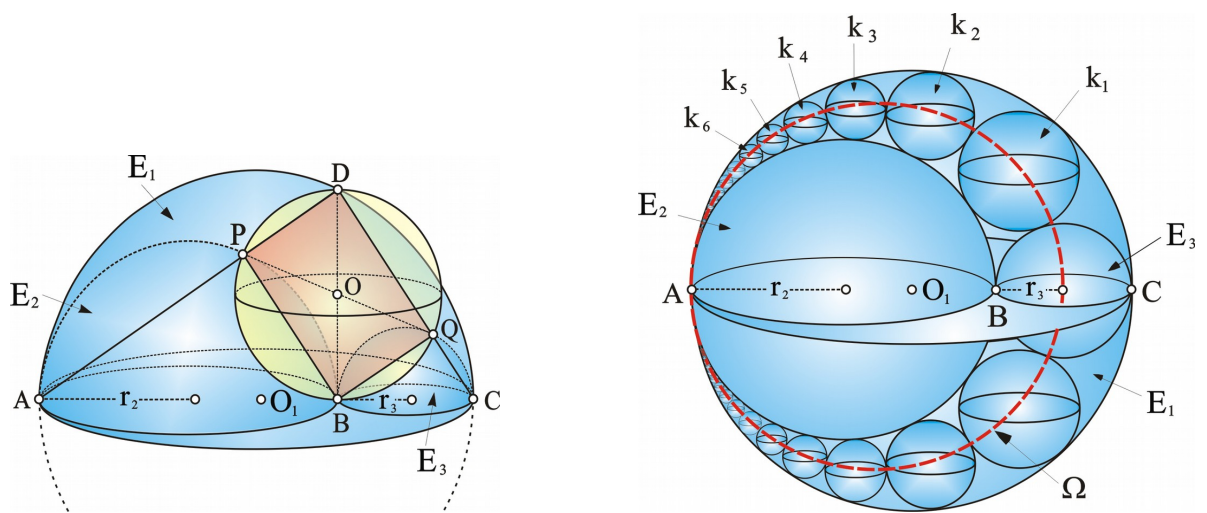 E₁
D
P
E₂
O
Q
A
r₂
O₁
B
r₃
C
E₃
k₁
k₂
k₃
k₄
k₅
k₆
E₂
E₃
A
r₂
O₁
B
r₃
C
E₁
Ω